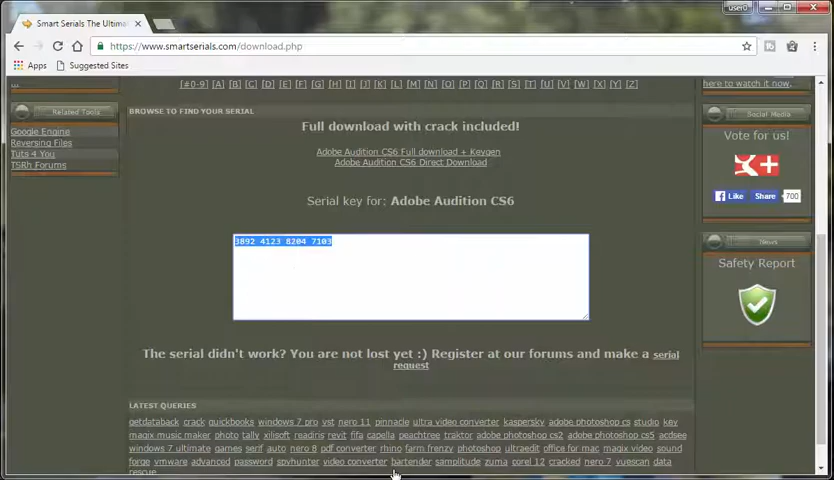 user0
Smart Serials The Ultima
https://www.smartserials.com/download.php
Apps
Suggested Sites
[#0-9] [A] [B] [C] [D] [E] [F] [G] [H] [I] [J] [K] [L] [M] [N] [O] [P] [Q] [R] [S] [T] [U] [V] [W] [X] [Y] [Z]
here to watch it now.
Related Tools
Google Engine
Reversing Files
Tuts 4 You
TSRh Forums
BROWSE TO FIND YOUR SERIAL
Full download with crack included!
Adobe Audition CS6 Full download + Keygen
Adobe Audition CS6 Direct Download
Serial key for: Adobe Audition CS6
3892 4123 8204 7103
The serial didn't work? You are not lost yet :) Register at our forums and make a serial
request
LATEST QUERIES
getdataback crack quickbooks windows 7 pro vst nero 11 pinnacle ultra video converter kaspersky adobe photoshop cs studio key
magix music maker photo tally xilisoft readiris revit fifa capella peachtree traktor adobe photoshop cs2 adobe photoshop cs5 acdsee
windows 7 ultimate games serif auto nero 8 pdf converter rhino farm frenzy photoshop ultraedit office for mac magix video sound
forge vmware advanced password spyhunter video converter bartender samplitude zuma corel 12 cracked nero 7 vuescan data
rescue
Social Media
Vote for us!
Like
Share
700
News
Safety Report